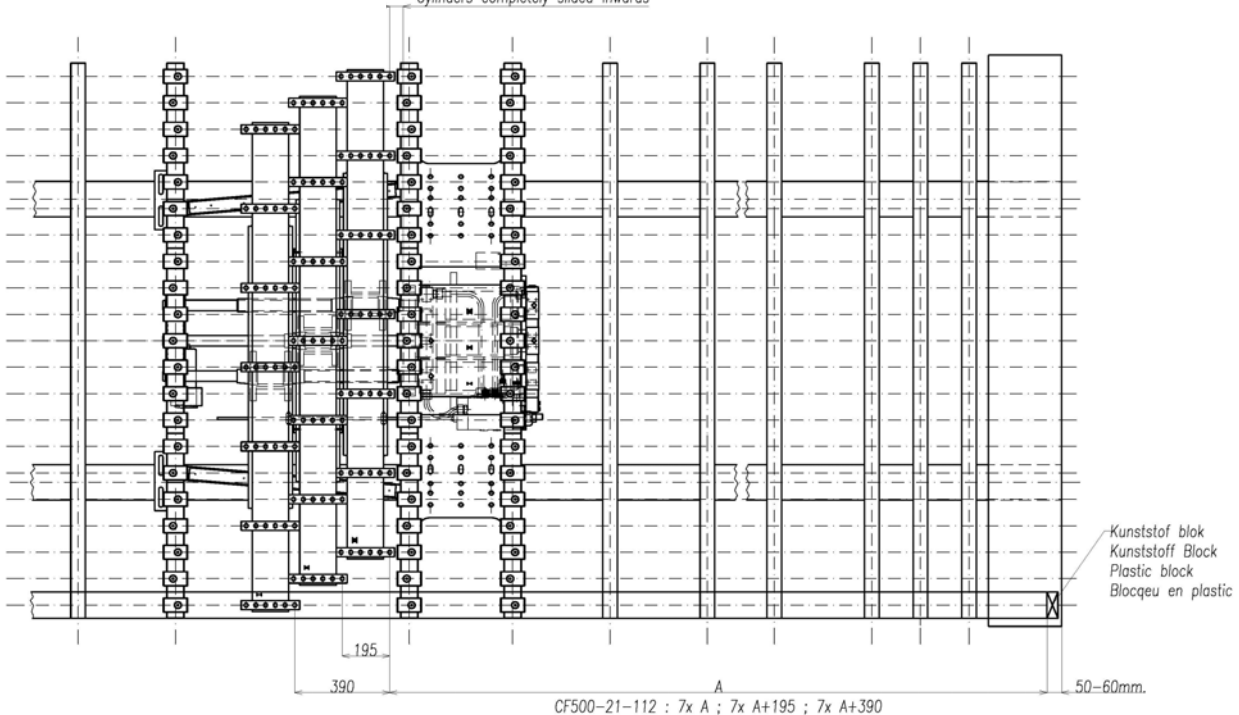 Cylinders completely slided inwards
Kunststof blok
Kunststoff Block
Plastic block
Blocqeu en plastic
195
390
A
50-60mm.
CF500-21-112 : 7x A ; 7x A+195 ; 7x A+390